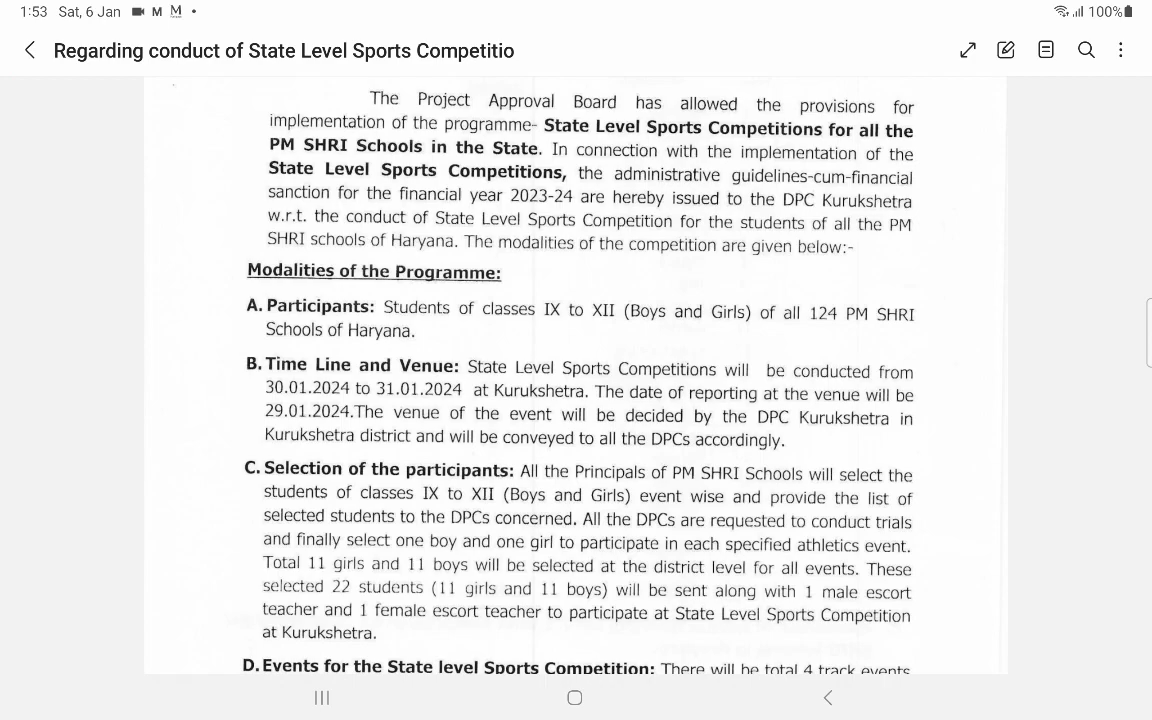 1:53 Sat, 6 Jan M M •
100%
Regarding conduct of State Level Sports Competitio
The Project Approval Board has allowed the provisions for
implementation of the programme- State Level Sports Competitions for all the
PM SHRI Schools in the State. In connection with the implementation of the
State Level Sports Competitions, the administrative guidelines-cum-financial
sanction for the financial year 2023-24 are hereby issued to the DPC Kurukshetra
w.r.t. the conduct of State Level Sports Competition for the students of all the PM
SHRI schools of Haryana. The modalities of the competition are given below:-
Modalities of the Programme:
A. Participants: Students of classes IX to XII (Boys and Girls) of all 124 PM SHRI
Schools of Haryana.
B. Time Line and Venue: State Level Sports Competitions will be conducted from
30.01.2024 to 31.01.2024 at Kurukshetra. The date of reporting at the venue will be
29.01.2024.The venue of the event will be decided by the DPC Kurukshetra in
Kurukshetra district and will be conveyed to all the DPCs accordingly.
C. Selection of the participants: All the Principals of PM SHRI Schools will select the
students of classes IX to XII (Boys and Girls) event wise and provide the list of
selected students to the DPCs concerned. All the DPCs are requested to conduct trials
and finally select one boy and one girl to participate in each specified athletics event.
Total 11 girls and 11 boys will be selected at the district level for all events. These
selected 22 students (11 girls and 11 boys) will be sent along with 1 male escort
teacher and 1 female escort teacher to participate at State Level Sports Competition
at Kurukshetra.
D. Events for the State level Sports Competition: There will be total 4 track events